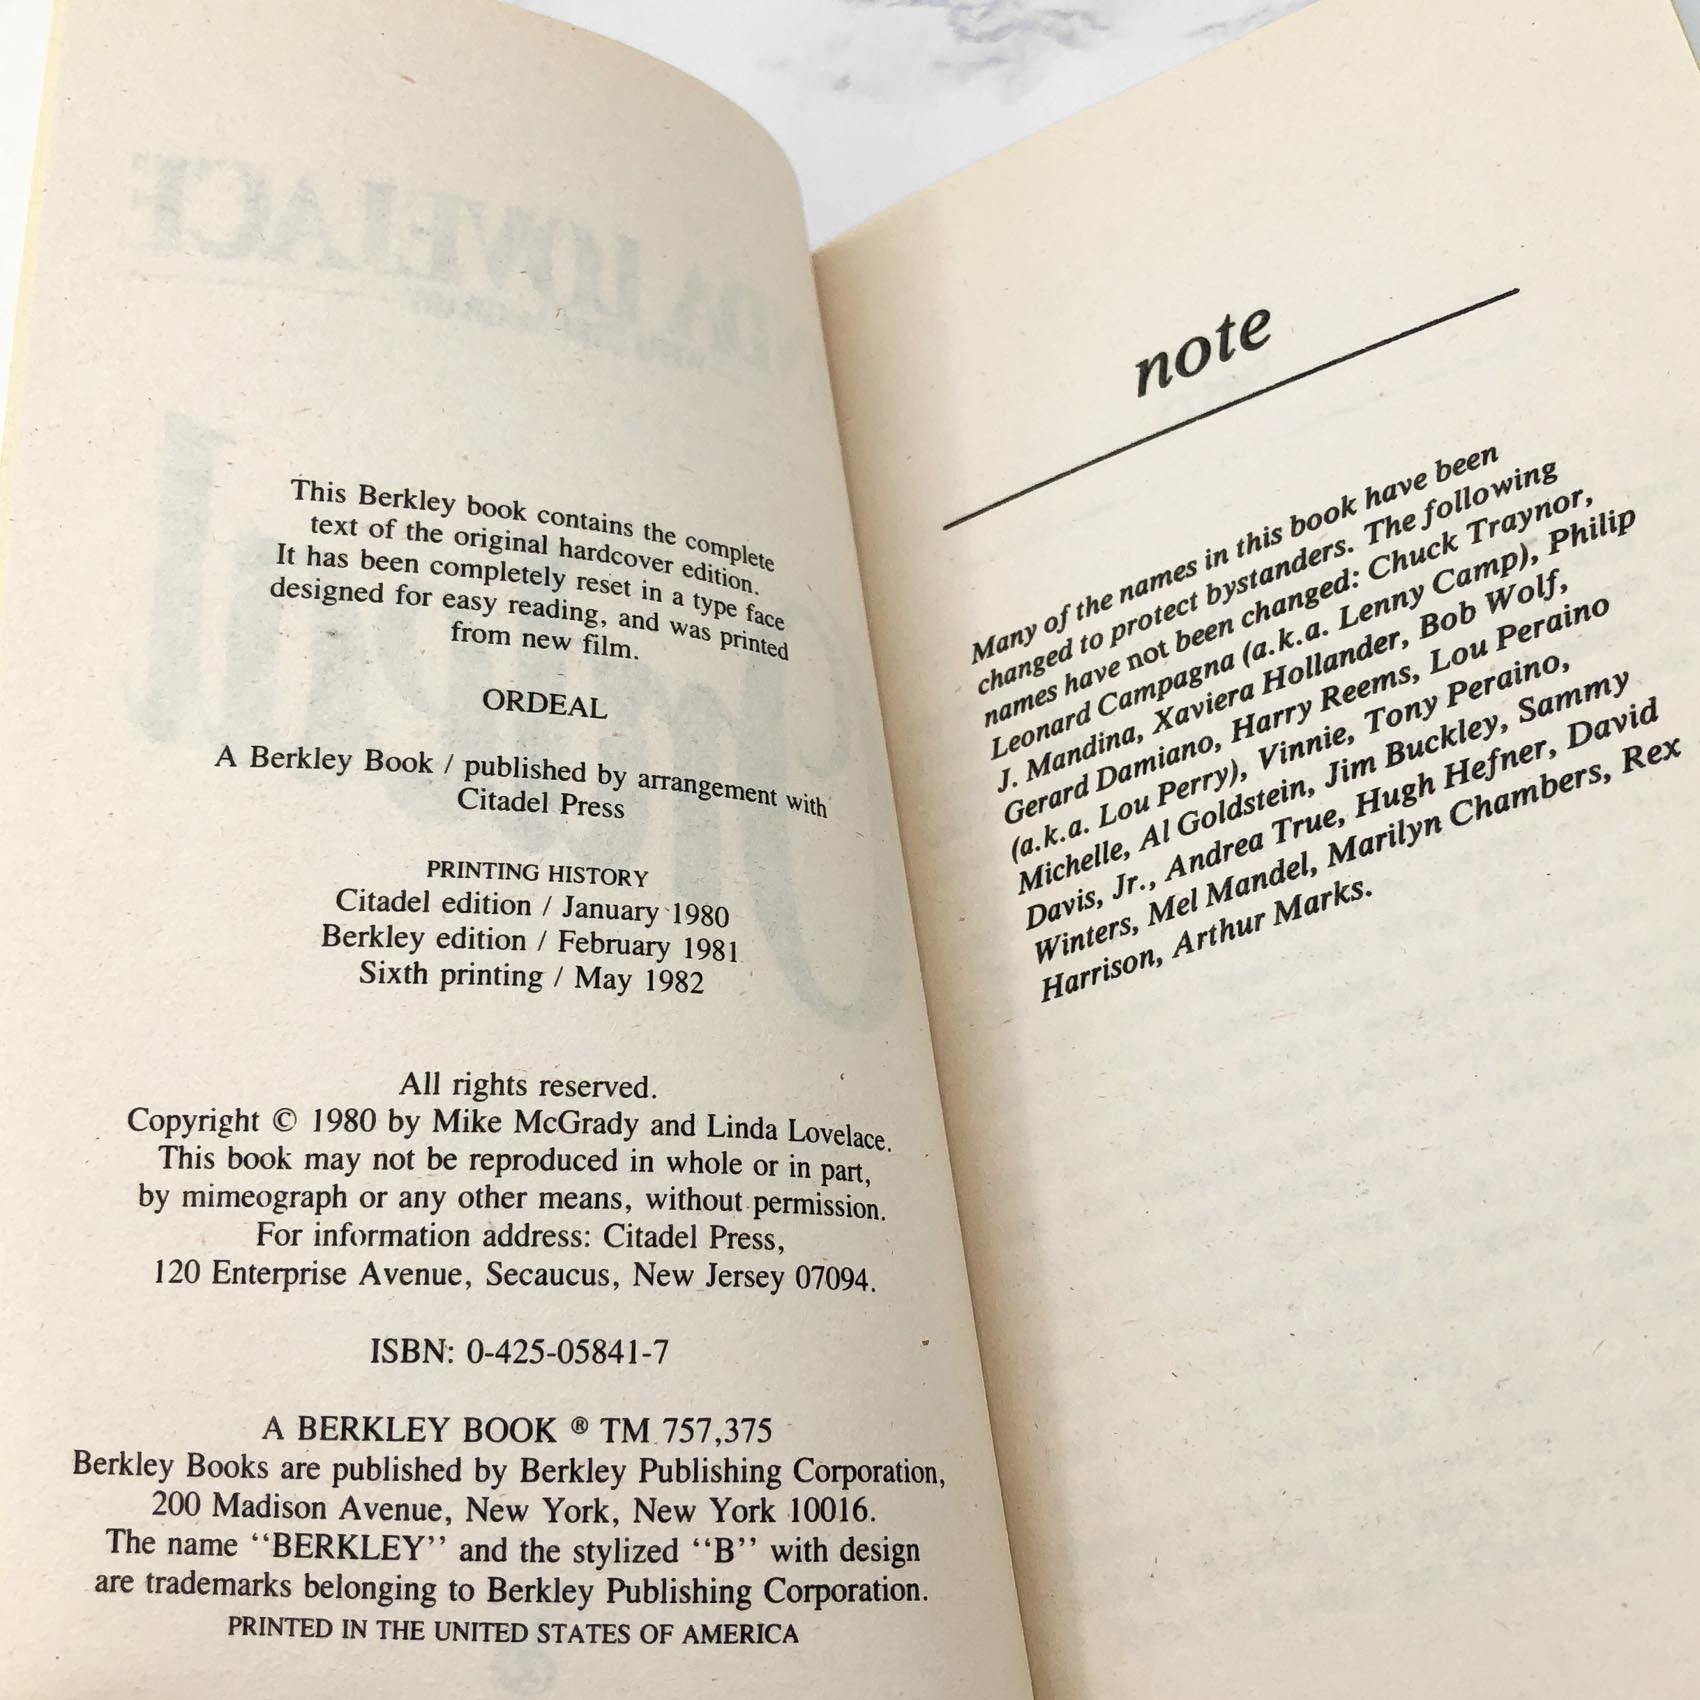 This Berkley book contains the complete
text of the original hardcover edition.
It has been completely reset in a type face
designed for easy reading, and was printed
from new film.
ORDEAL
A Berkley Book / published by arrangement with
Citadel Press
PRINTING HISTORY
Citadel edition / January 1980
Berkley edition / February 1981
Sixth printing / May 1982
All rights reserved.
Copyright © 1980 by Mike McGrady and Linda Lovelace.
This book may not be reproduced in whole or in part,
by mimeograph or any other means, without permission.
For information address: Citadel Press,
120 Enterprise Avenue, Secaucus, New Jersey 07094.
ISBN: 0-425-05841-7
A BERKLEY BOOK ® TM 757,375
Berkley Books are published by Berkley Publishing Corporation,
200 Madison Avenue, New York, New York 10016.
The name “BERKLEY” and the stylized “B” with design
are trademarks belonging to Berkley Publishing Corporation.
PRINTED IN THE UNITED STATES OF AMERICA
note
Many of the names in this book have been
changed to protect bystanders. The following
names have not been changed: Chuck Traynor,
Leonard Campagna (a.k.a. Lenny Camp), Philip
J. Mandina, Xaviera Hollander, Bob Wolf,
Gerard Damiano, Harry Reems, Lou Peraino
(a.k.a. Lou Perry), Vinnie, Tony Peraino,
Michelle, Al Goldstein, Jim Buckley, Sammy
Davis, Jr., Andrea True, Hugh Hefner, David
Winters, Mel Mandel, Marilyn Chambers, Rex
Harrison, Arthur Marks.